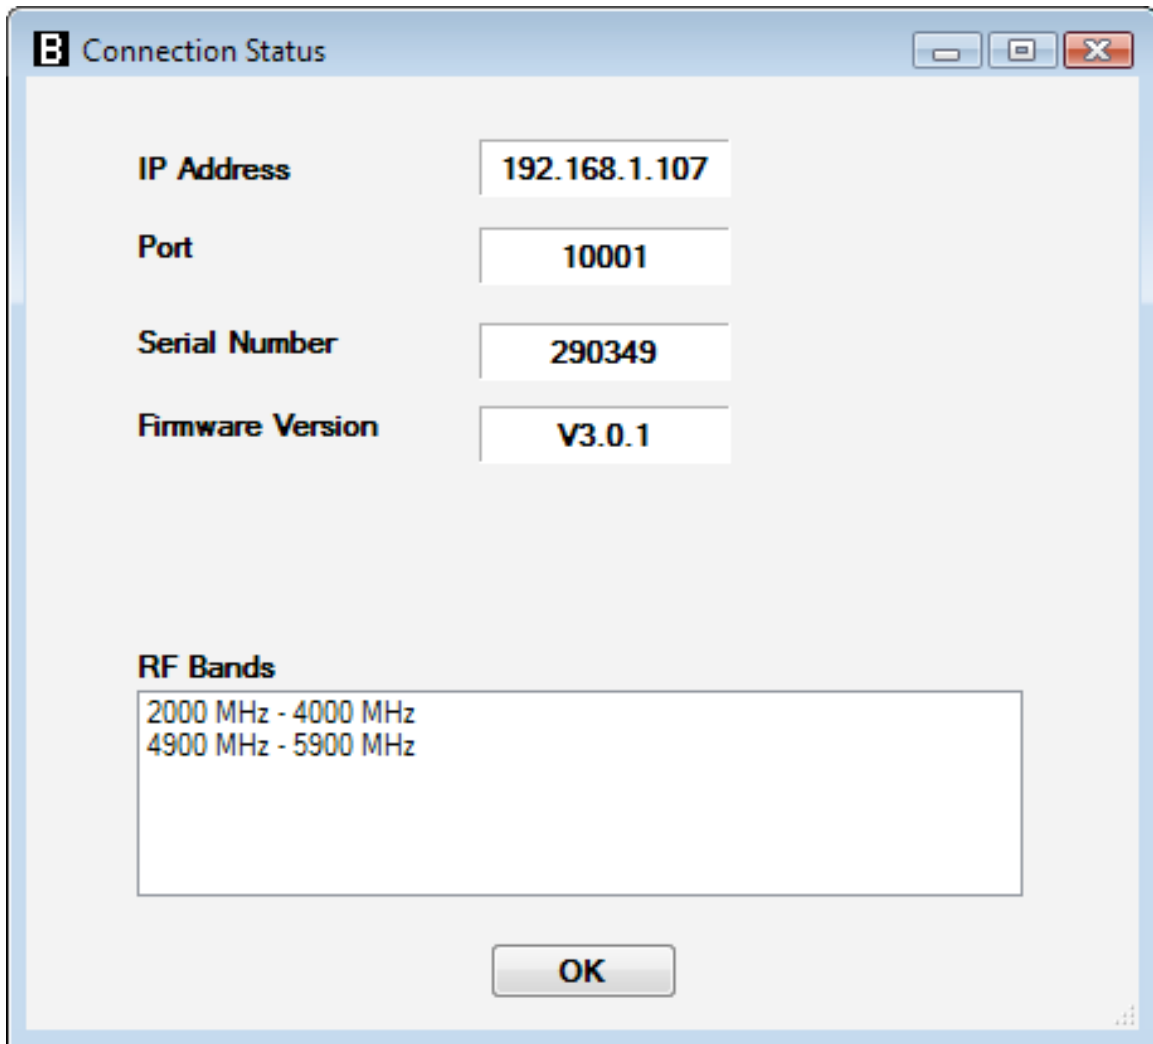 B Connection Status
IP Address 192.168.1.107
Port 10001
Serial Number 290349
Firmware Version V3.0.1
RF Bands
2000 MHz - 4000 MHz
4900 MHz - 5900 MHz
OK